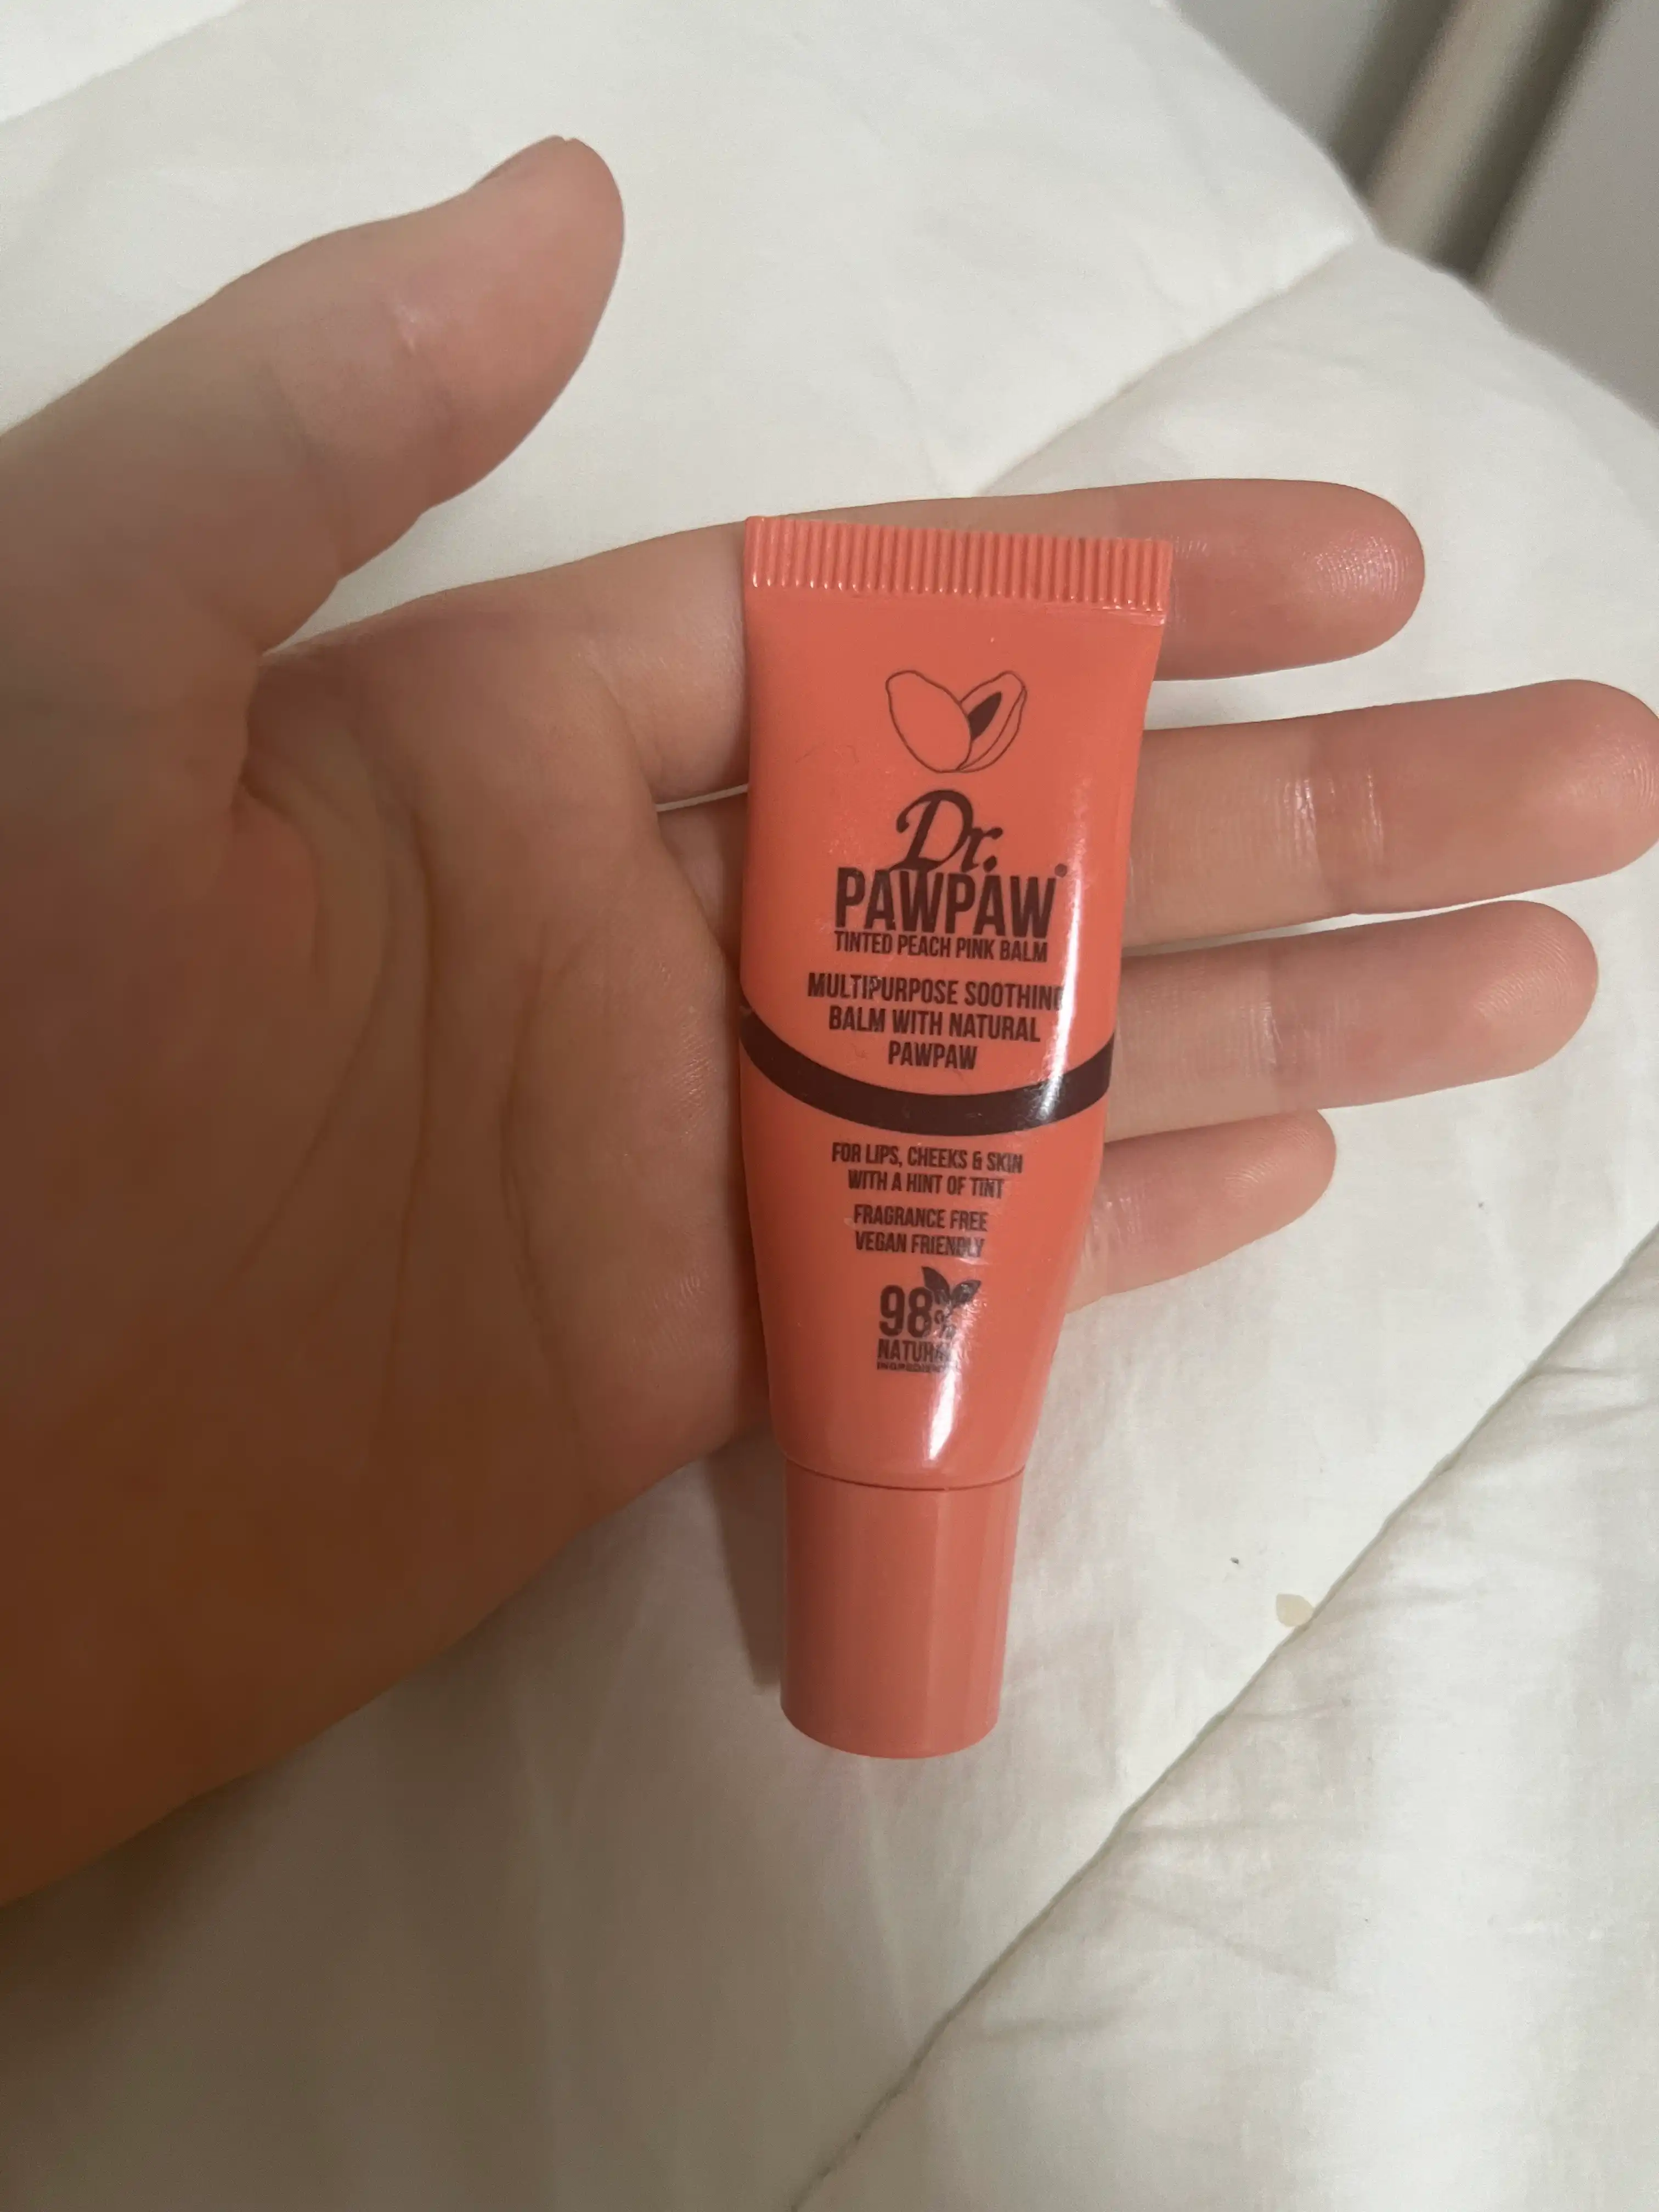 Dr.
PAWPAW
TINTED PEACH PINK BALM
MULTIPURPOSE SOOTHING
BALM WITH NATURAL
PAWPAW
FOR LIPS, CHEEKS & SKIN
WITH A HINT OF TINT
FRAGRANCE FREE
VEGAN FRIENDLY
98%
NATURAL